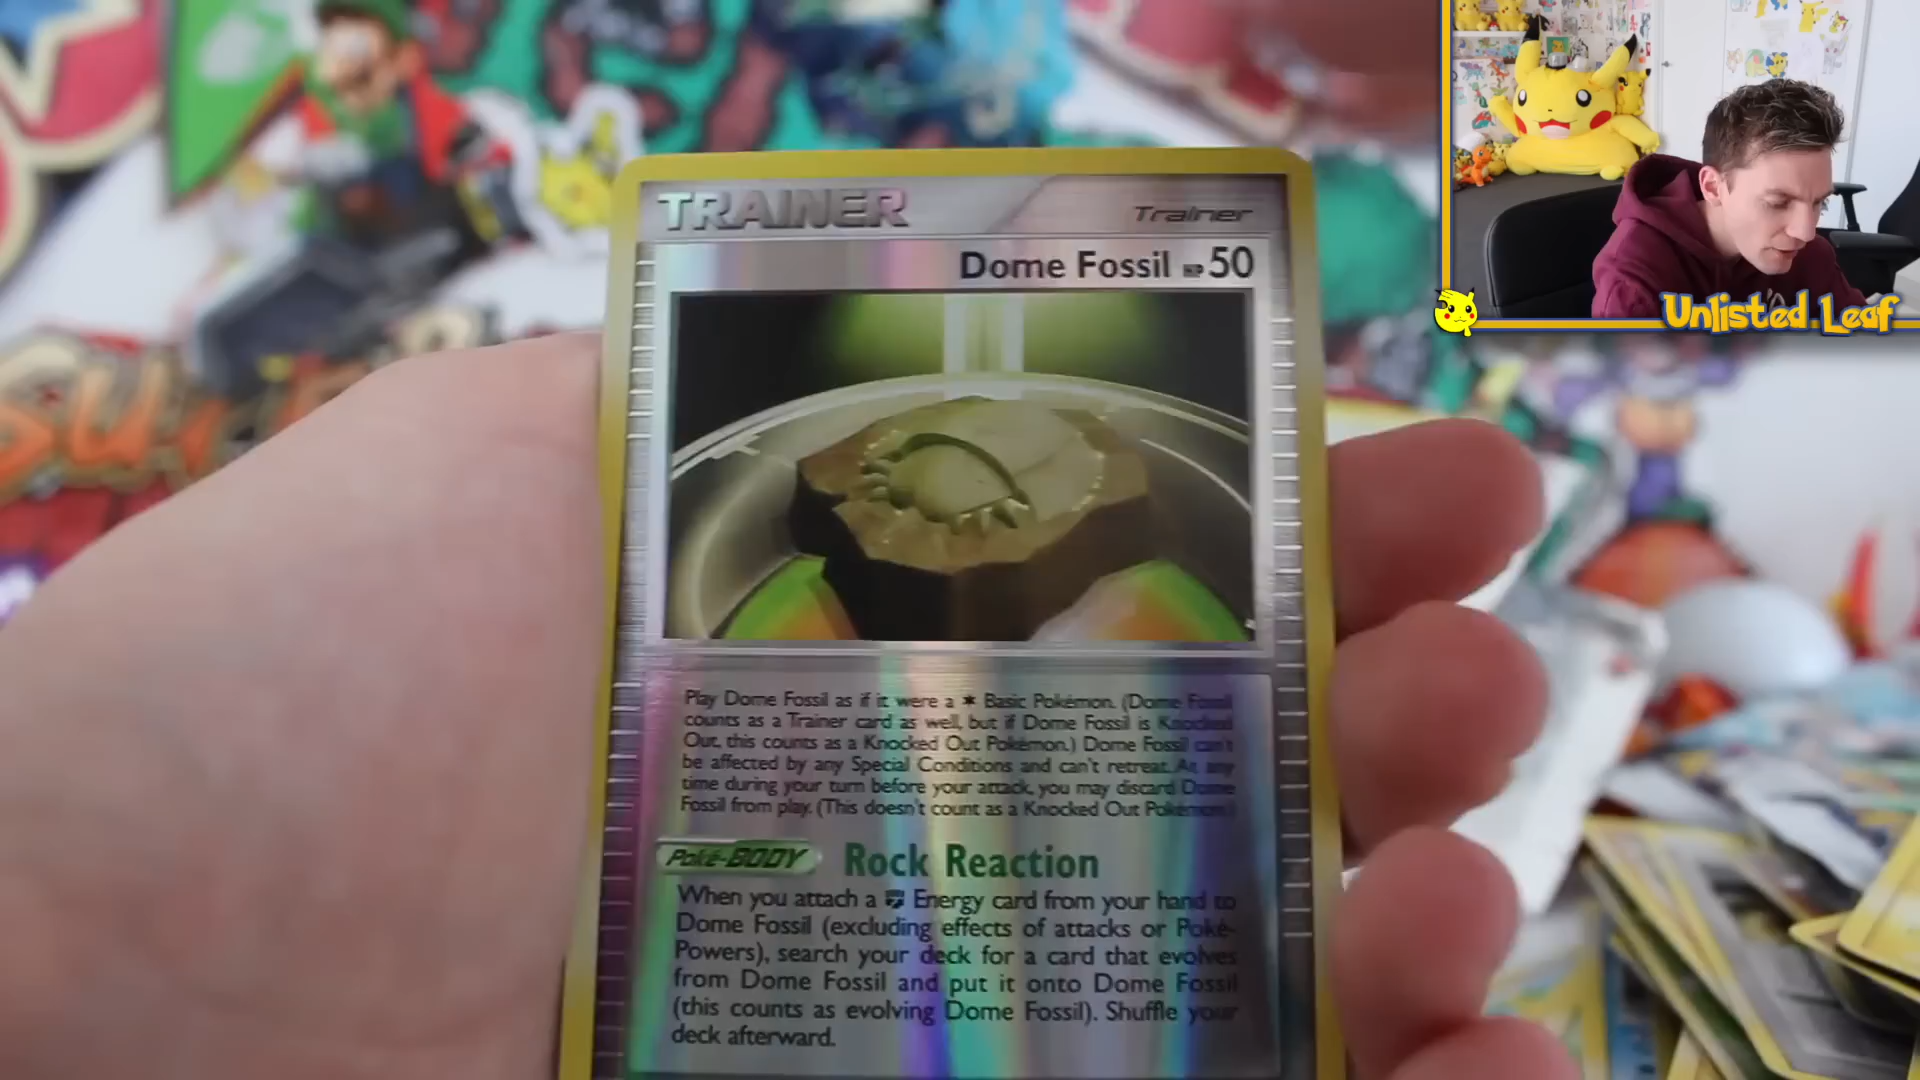 TRAINER
Trainer
Dome Fossil HP 50
Play Dome Fossil as if it were a Basic Pokémon. (Dome Fossil
counts as a Trainer card as well, but if Dome Fossil is Knocked
Out, this counts as a Knocked Out Pokémon.) Dome Fossil can't
be affected by any Special Conditions and can't retreat. At any
time during your turn before your attack, you may discard Dome
Fossil from play. (This doesn't count as a Knocked Out Pokémon.)
Poké-BODY Rock Reaction
When you attach a Energy card from your hand to
Dome Fossil (excluding effects of attacks or Poké-
Powers), search your deck for a card that evolves
from Dome Fossil and put it onto Dome Fossil
(this counts as evolving Dome Fossil). Shuffle your
deck afterward.
Unlisted Leaf